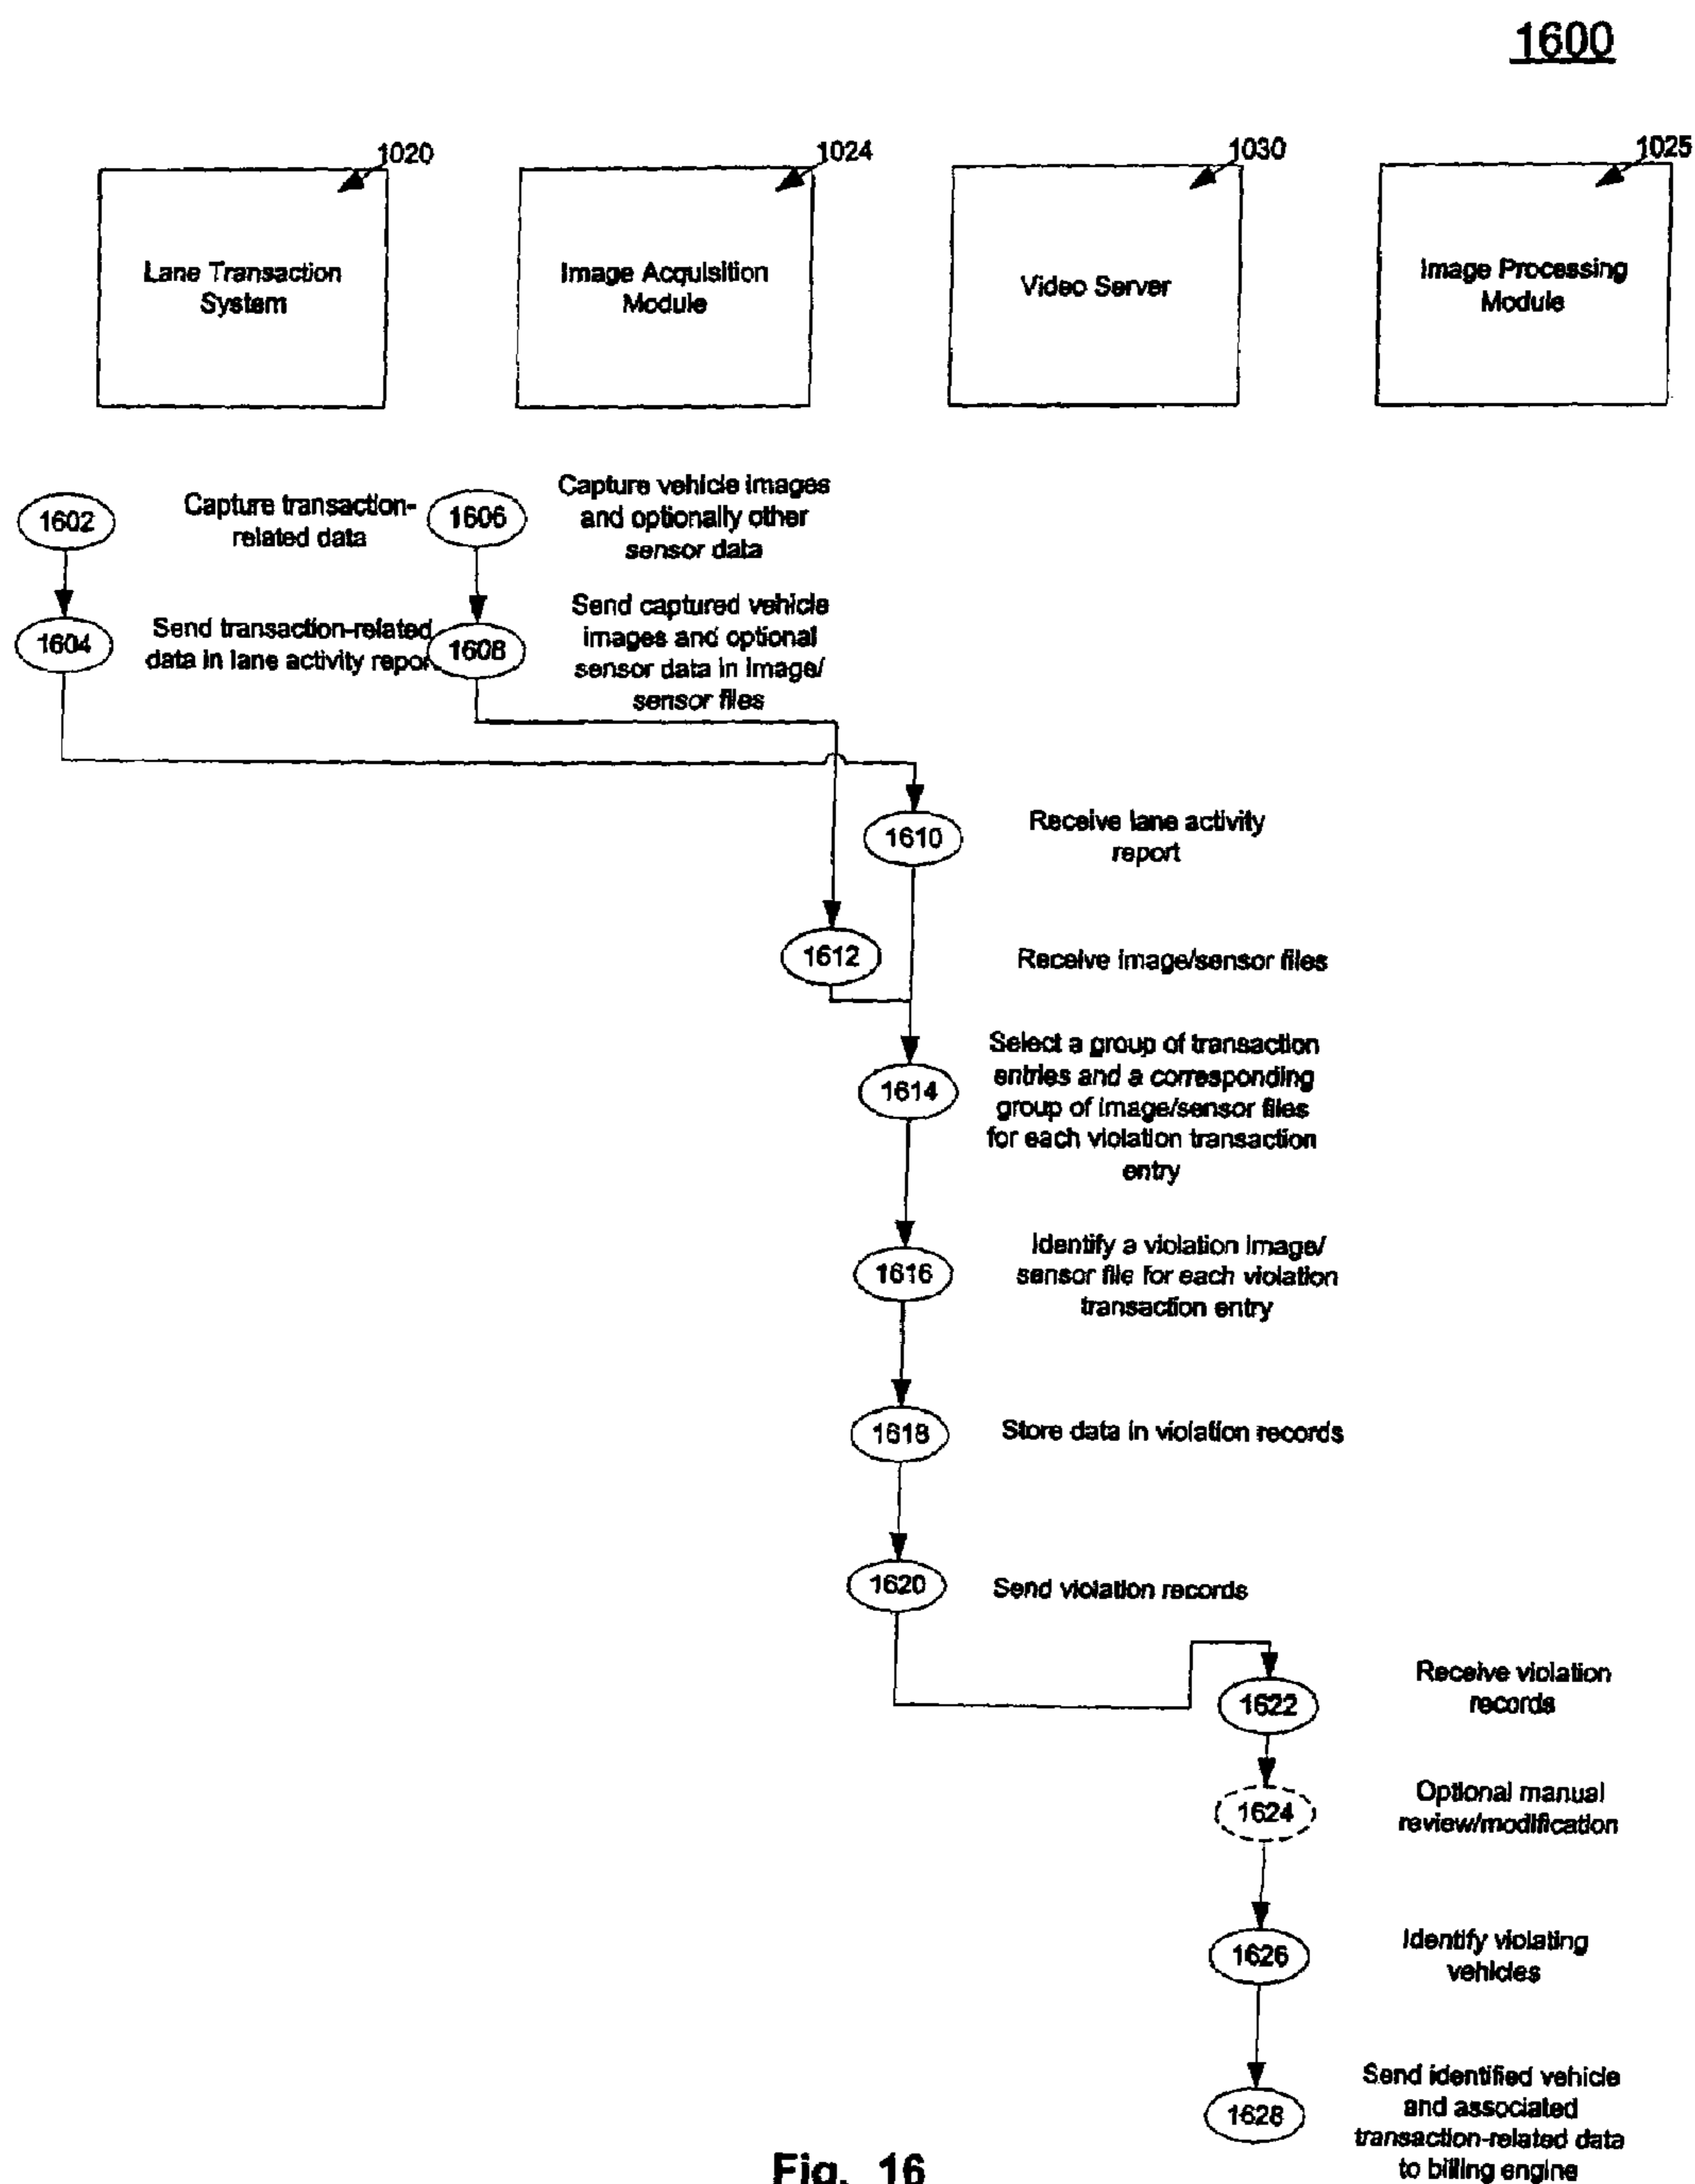 1600
1020
1024
1030
1025
Lane Transaction
System
Image Acquisition
Module
Video Server
Image Processing
Module
1602
Capture transaction-
related data
1606
Capture vehicle images
and optionally other
sensor data
1604
Send transaction-related
data in lane activity report
1608
Send captured vehicle
images and optional
sensor data in image/
sensor files
1610
Receive lane activity
report
1612
Receive image/sensor files
1614
Select a group of transaction
entries and a corresponding
group of image/sensor files
for each violation transaction
entry
1616
Identify a violation image/
sensor file for each violation
transaction entry
1618
Store data in violation records
1620
Send violation records
1622
Receive violation
records
1624
Optional manual
review/modification
1626
Identify violating
vehicles
1628
Send identified vehicle
and associated
transaction-related data
to billing engine
Fig. 16